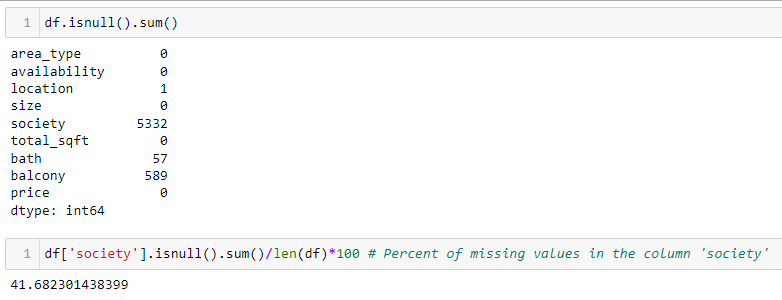 1 df.isnull().sum()
area_type 0
availability 0
location 1
size 0
society 5332
total_sqft 0
bath 57
balcony 589
price 0
dtype: int64
1 df['society'].isnull().sum()/len(df)*100 # Percent of missing values in the column 'society'
41.682301438399